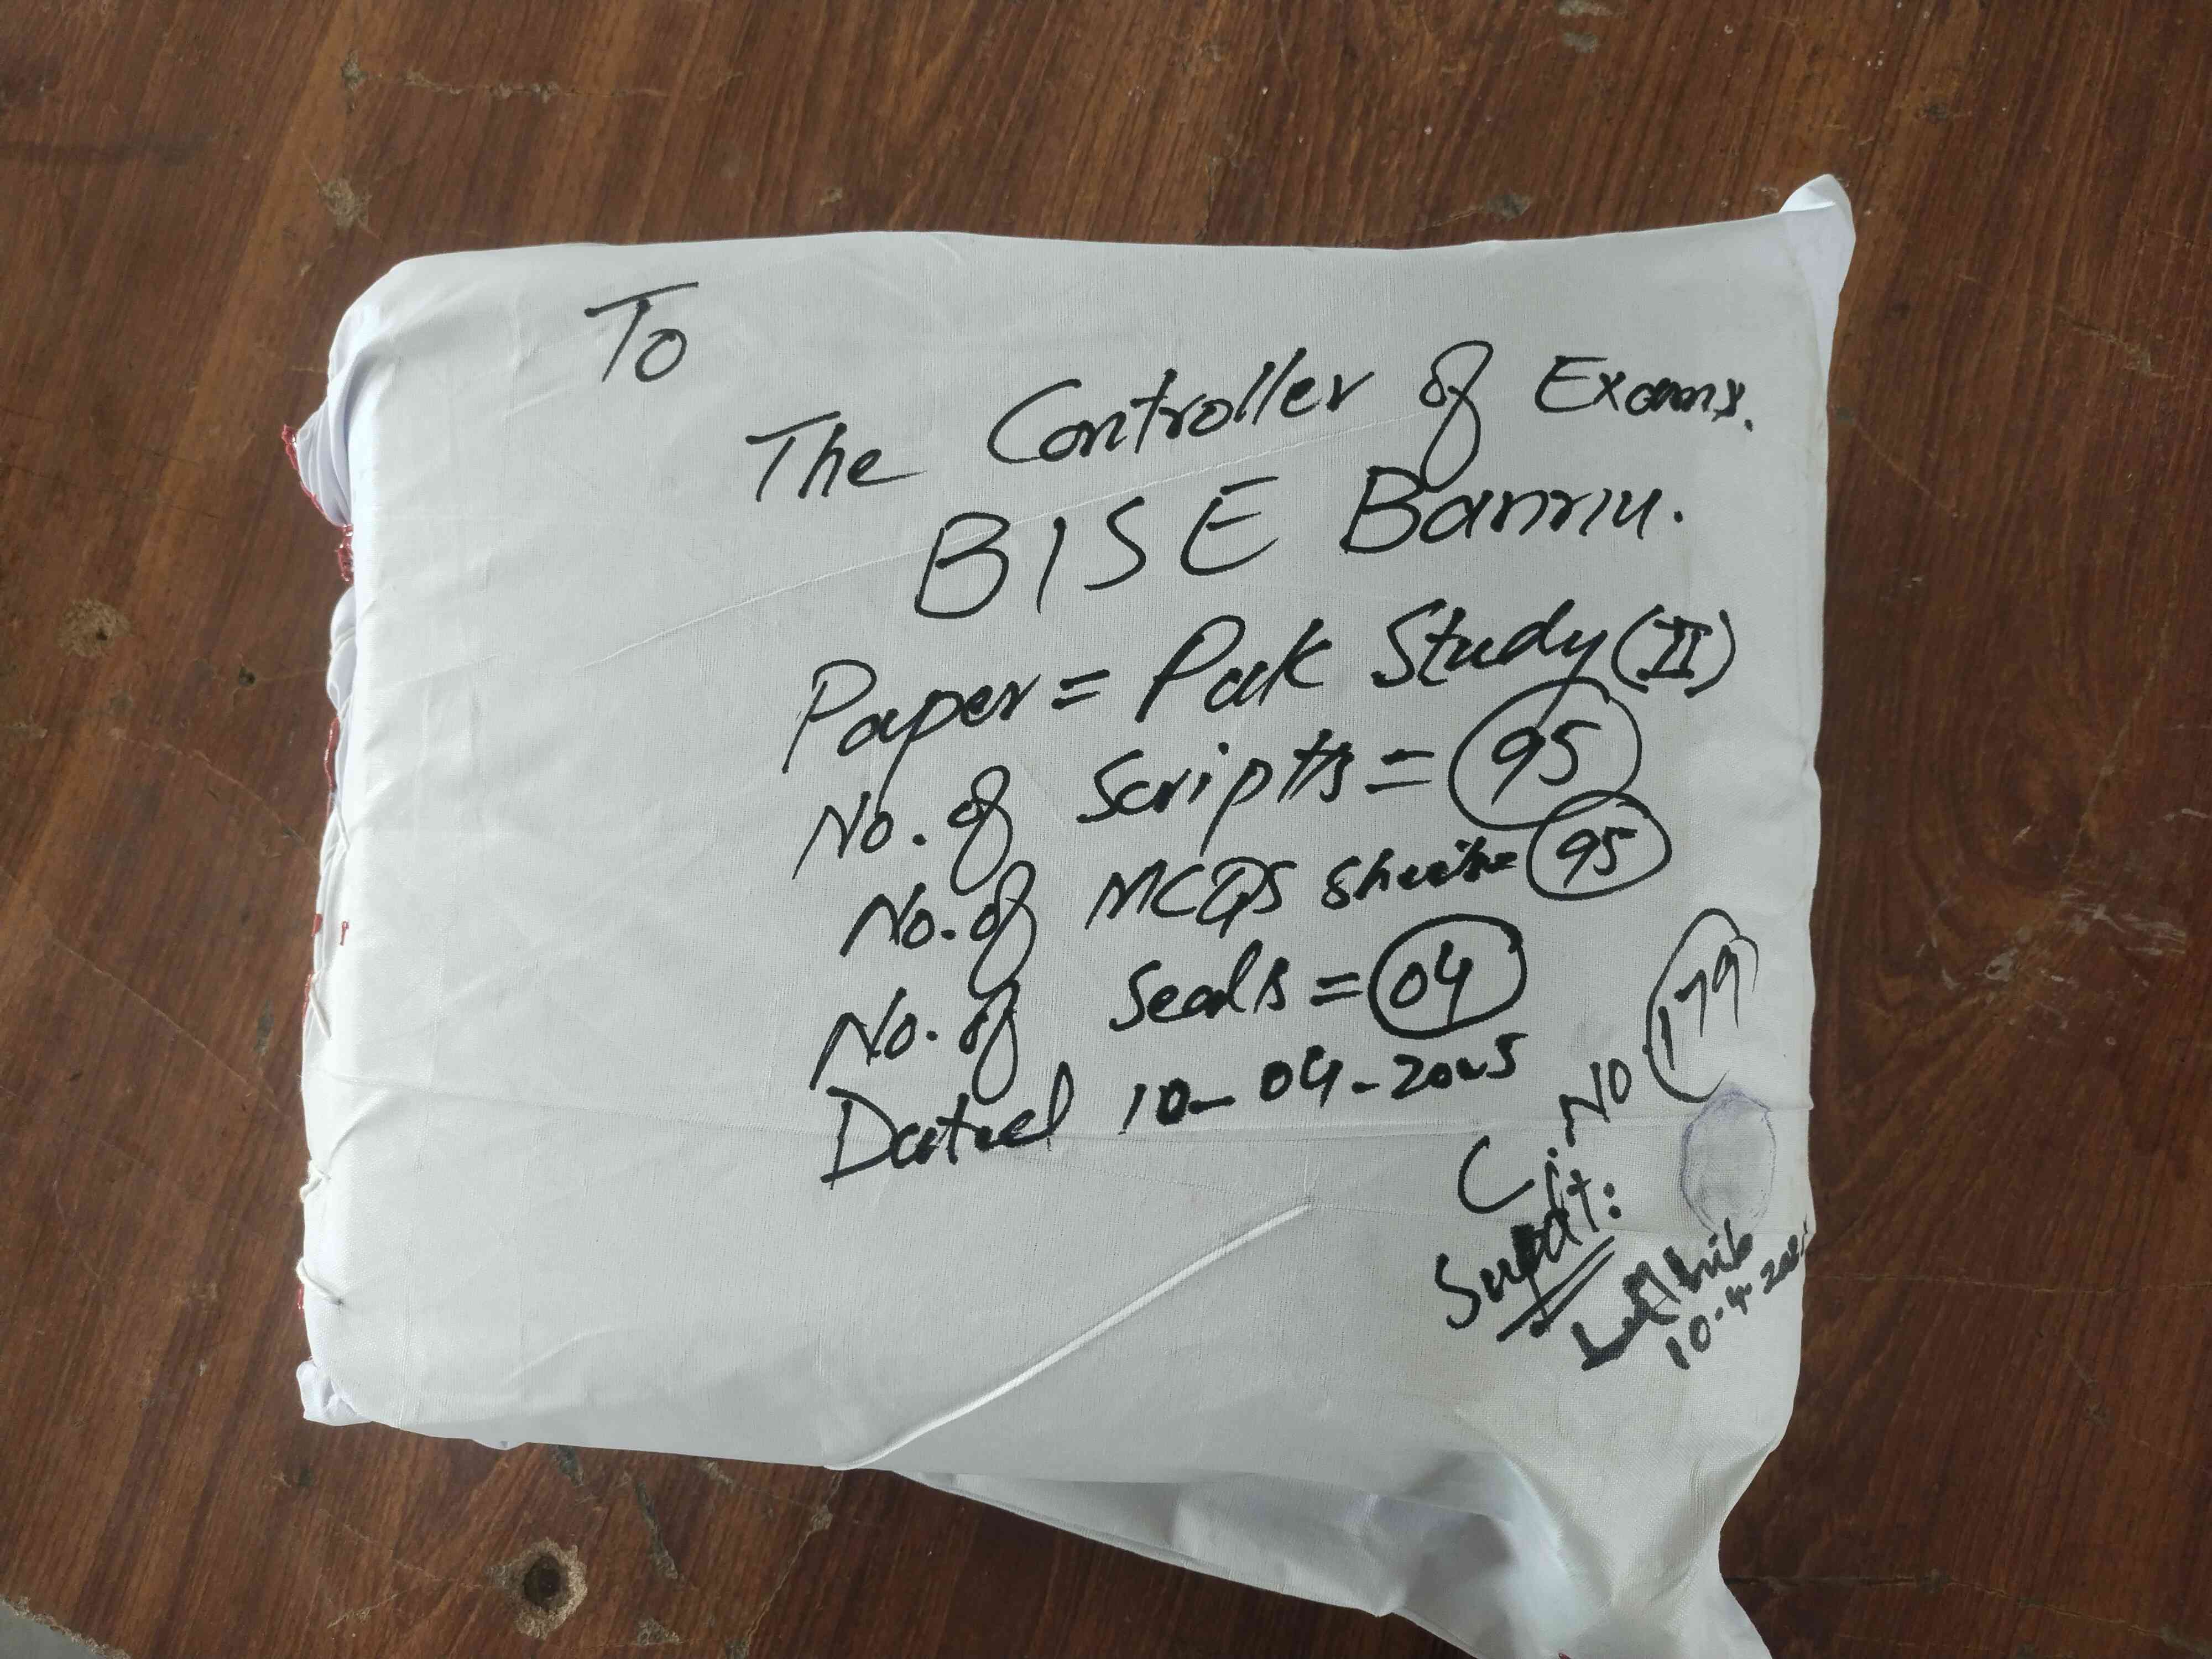 To
The Controller of Exams.
BISE Bannu.
Paper = Pak Study (II)
No. of Scripts = 95
No. of MCQS Sheets = 95
No. of Seals = 04
Dated 10-04-2025
C.NO 179
Supdt:
10-4-2025